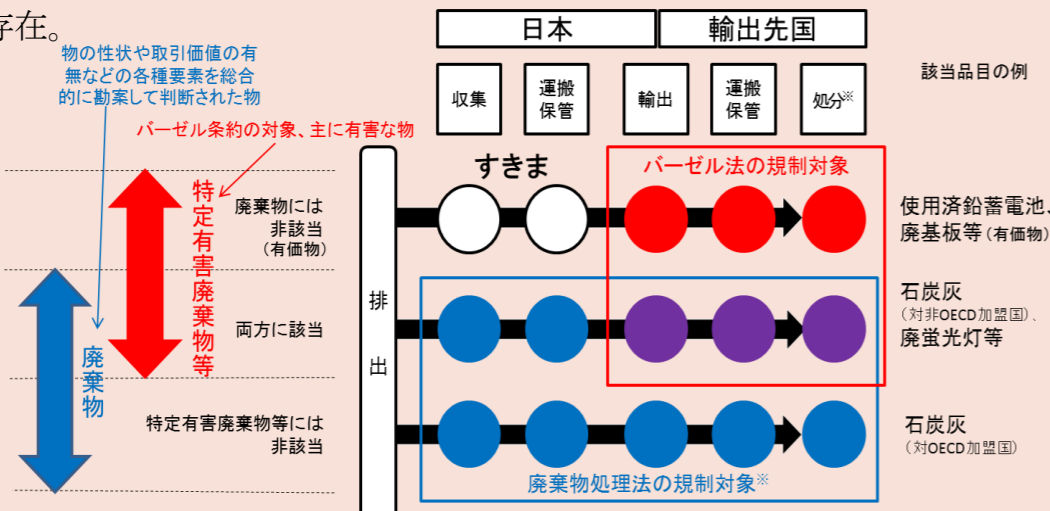 存在。
物の性状や取引価値の有
無などの各種要素を総合
的に勘案して判断された物
バーゼル条約の対象、主に有害な物
日本
輸出先国
収集
運搬
保管
輸出
運搬
保管
処分※
該当品目の例
すきま
バーゼル法の規制対象
特定有害廃棄物等
廃棄物
廃棄物には
非該当
(有価物)
両方に該当
特定有害廃棄物等には
非該当
排出
使用済鉛蓄電池、
廃基板等(有価物)
石炭灰
(対非OECD加盟国)、
廃蛍光灯等
石炭灰
(対OECD加盟国)
廃棄物処理法の規制対象※